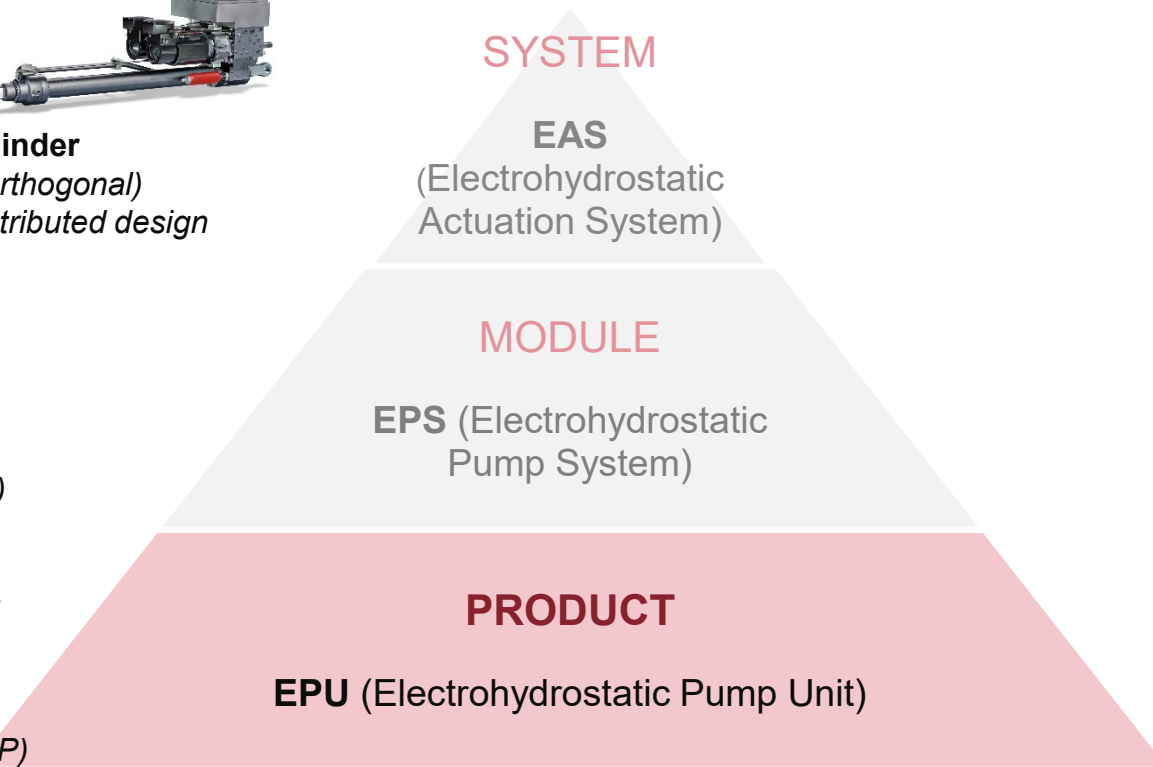 SYSTEM
EAS
(Electrohydrostatic
Actuation System)
inder
rthogonal)
tributed design
MODULE
EPS (Electrohydrostatic
Pump System)
)
PRODUCT
EPU (Electrohydrostatic Pump Unit)
P)